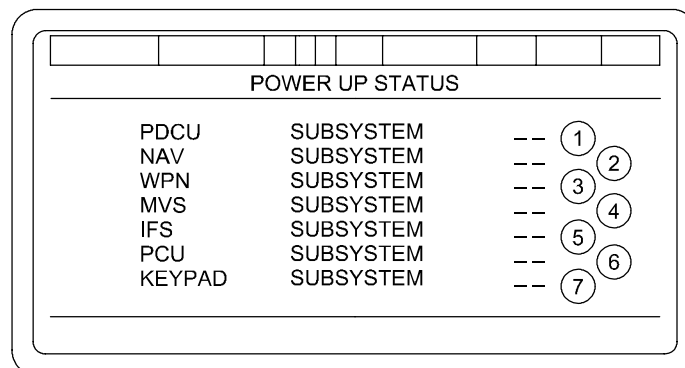 POWER UP STATUS
PDCU SUBSYSTEM -- 1
NAV SUBSYSTEM -- 2
WPN SUBSYSTEM -- 3
MVS SUBSYSTEM -- 4
IFS SUBSYSTEM -- 5
PCU SUBSYSTEM -- 6
KEYPAD SUBSYSTEM -- 7